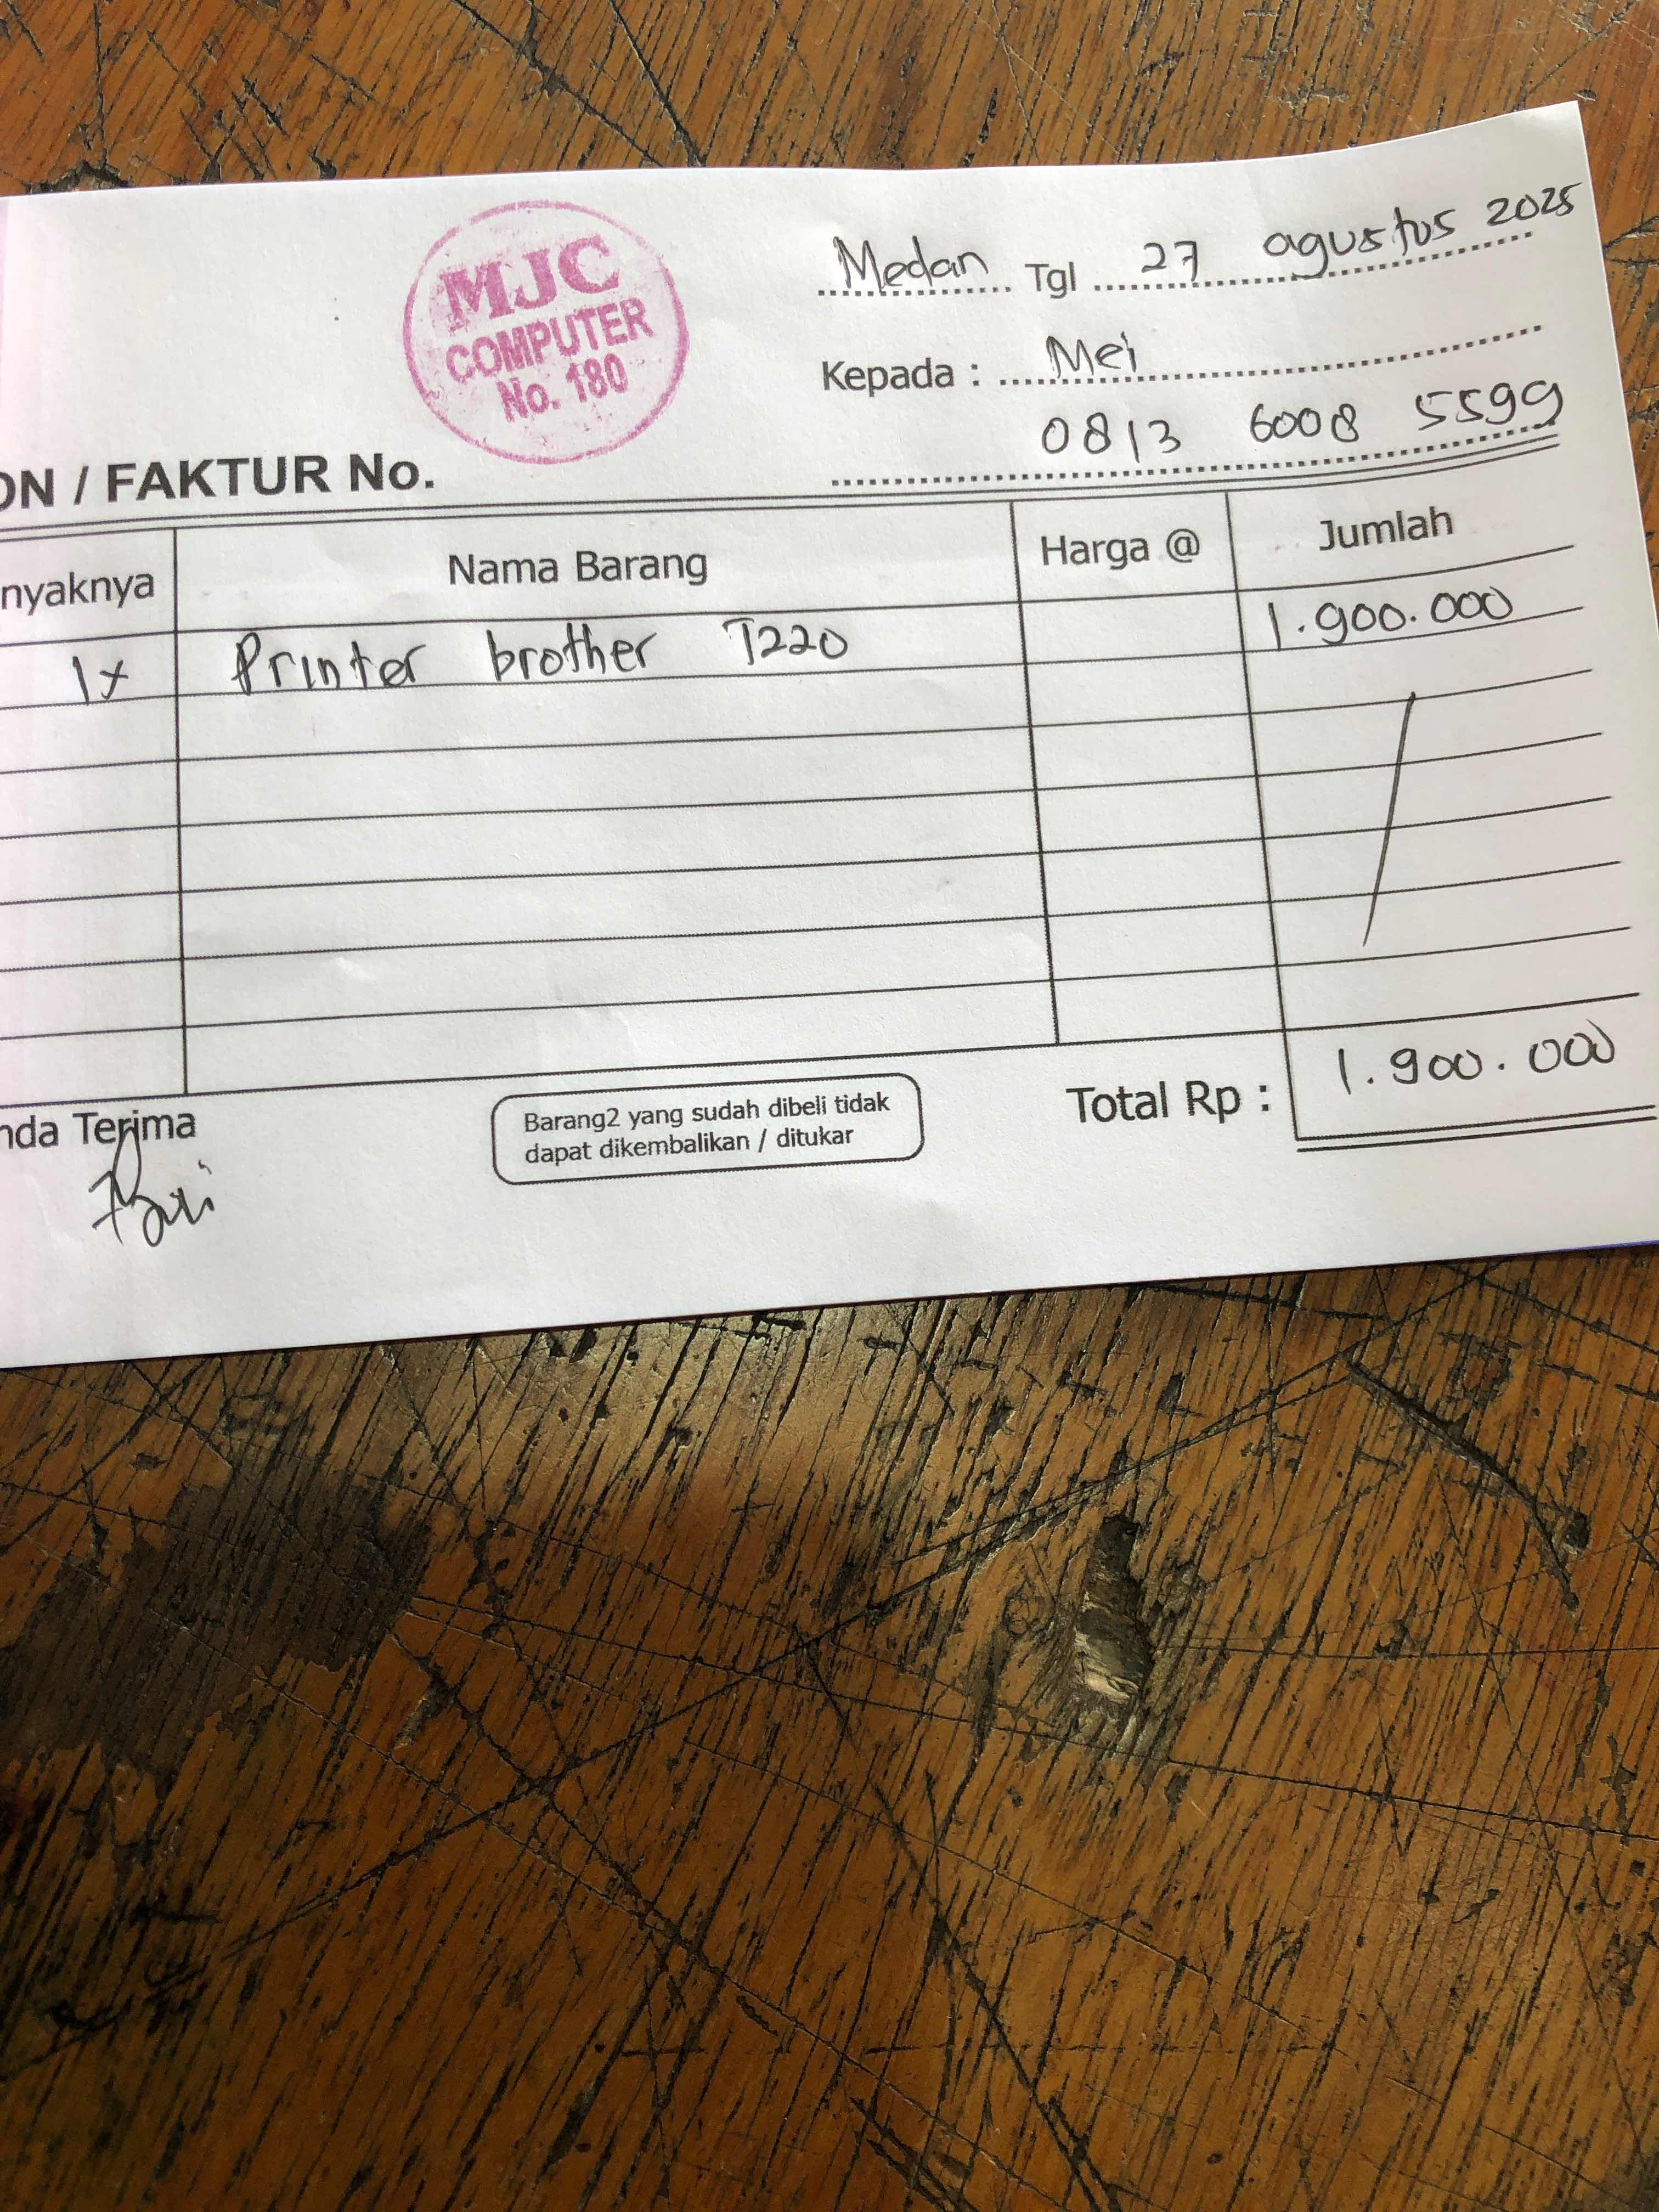 MJC
COMPUTER
No. 180
Medan Tgl 27 agustus 2025
Kepada : Mei
0813 6008 5599
ON / FAKTUR No.
nyaknya Nama Barang Harga @ Jumlah
1x Printer brother T220 1.900.000
nda Terima
Barang2 yang sudah dibeli tidak
dapat dikembalikan / ditukar
Total Rp : 1.900.000